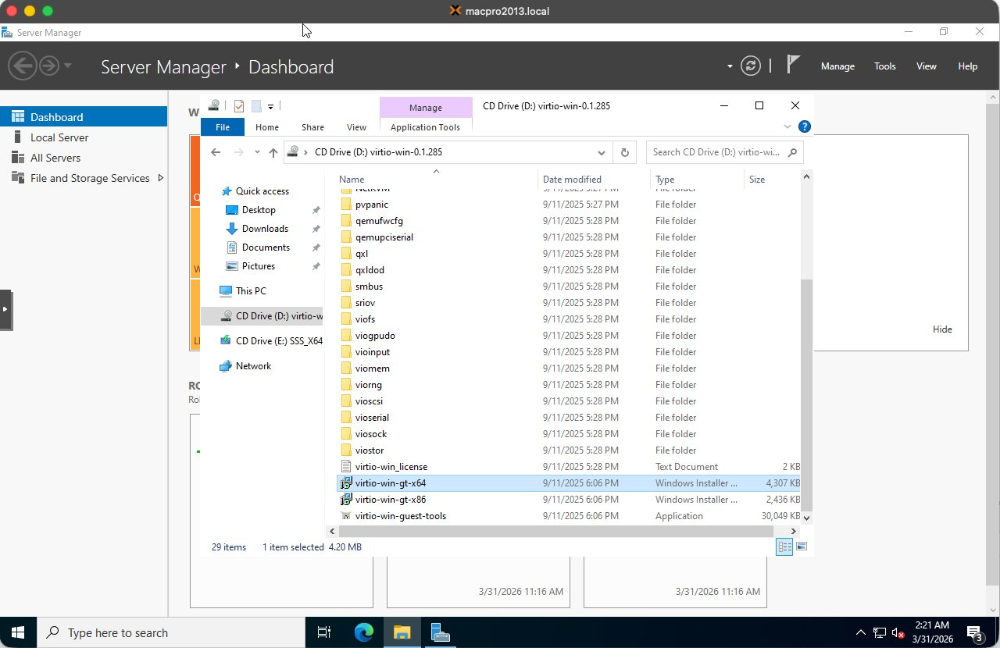 macpro2013.local
Server Manager
Server Manager Dashboard
Manage Tools View Help
Dashboard
Local Server
All Servers
File and Storage Services
Hide
3/31/2026 11:16 AM
3/31/2026 11:16 AM
Manage
CD Drive (D:) virtio-win-0.1.285
File Home Share View Application Tools
CD Drive (D:) virtio-win-0.1.285
Search CD Drive (D:) virtio-wi...
Quick access
Desktop
Downloads
Documents
Pictures
This PC
CD Drive (D:) virtio-w
CD Drive (E:) SSS_X64
Network
Name Date modified Type Size
NetKVM 9/11/2025 5:27 PM File folder
pvpanic 9/11/2025 5:27 PM File folder
qemufwcfg 9/11/2025 5:28 PM File folder
qemupciserial 9/11/2025 5:28 PM File folder
qxl 9/11/2025 5:28 PM File folder
qxldod 9/11/2025 5:28 PM File folder
smbus 9/11/2025 5:28 PM File folder
sriov 9/11/2025 5:28 PM File folder
viofs 9/11/2025 5:28 PM File folder
viogpudo 9/11/2025 5:28 PM File folder
vioinput 9/11/2025 5:28 PM File folder
viomem 9/11/2025 5:28 PM File folder
viorng 9/11/2025 5:28 PM File folder
vioscsi 9/11/2025 5:28 PM File folder
vioserial 9/11/2025 5:28 PM File folder
viosock 9/11/2025 5:28 PM File folder
viostor 9/11/2025 5:28 PM File folder
virtio-win_license 9/11/2025 5:28 PM Text Document 2 KB
virtio-win-gt-x64 9/11/2025 6:06 PM Windows Installer ... 4,307 KB
virtio-win-gt-x86 9/11/2025 6:06 PM Windows Installer ... 2,436 KB
virtio-win-guest-tools 9/11/2025 6:06 PM Application 30,049 KB
29 items 1 item selected 4.20 MB
Type here to search
2:21 AM
3/31/2026
3